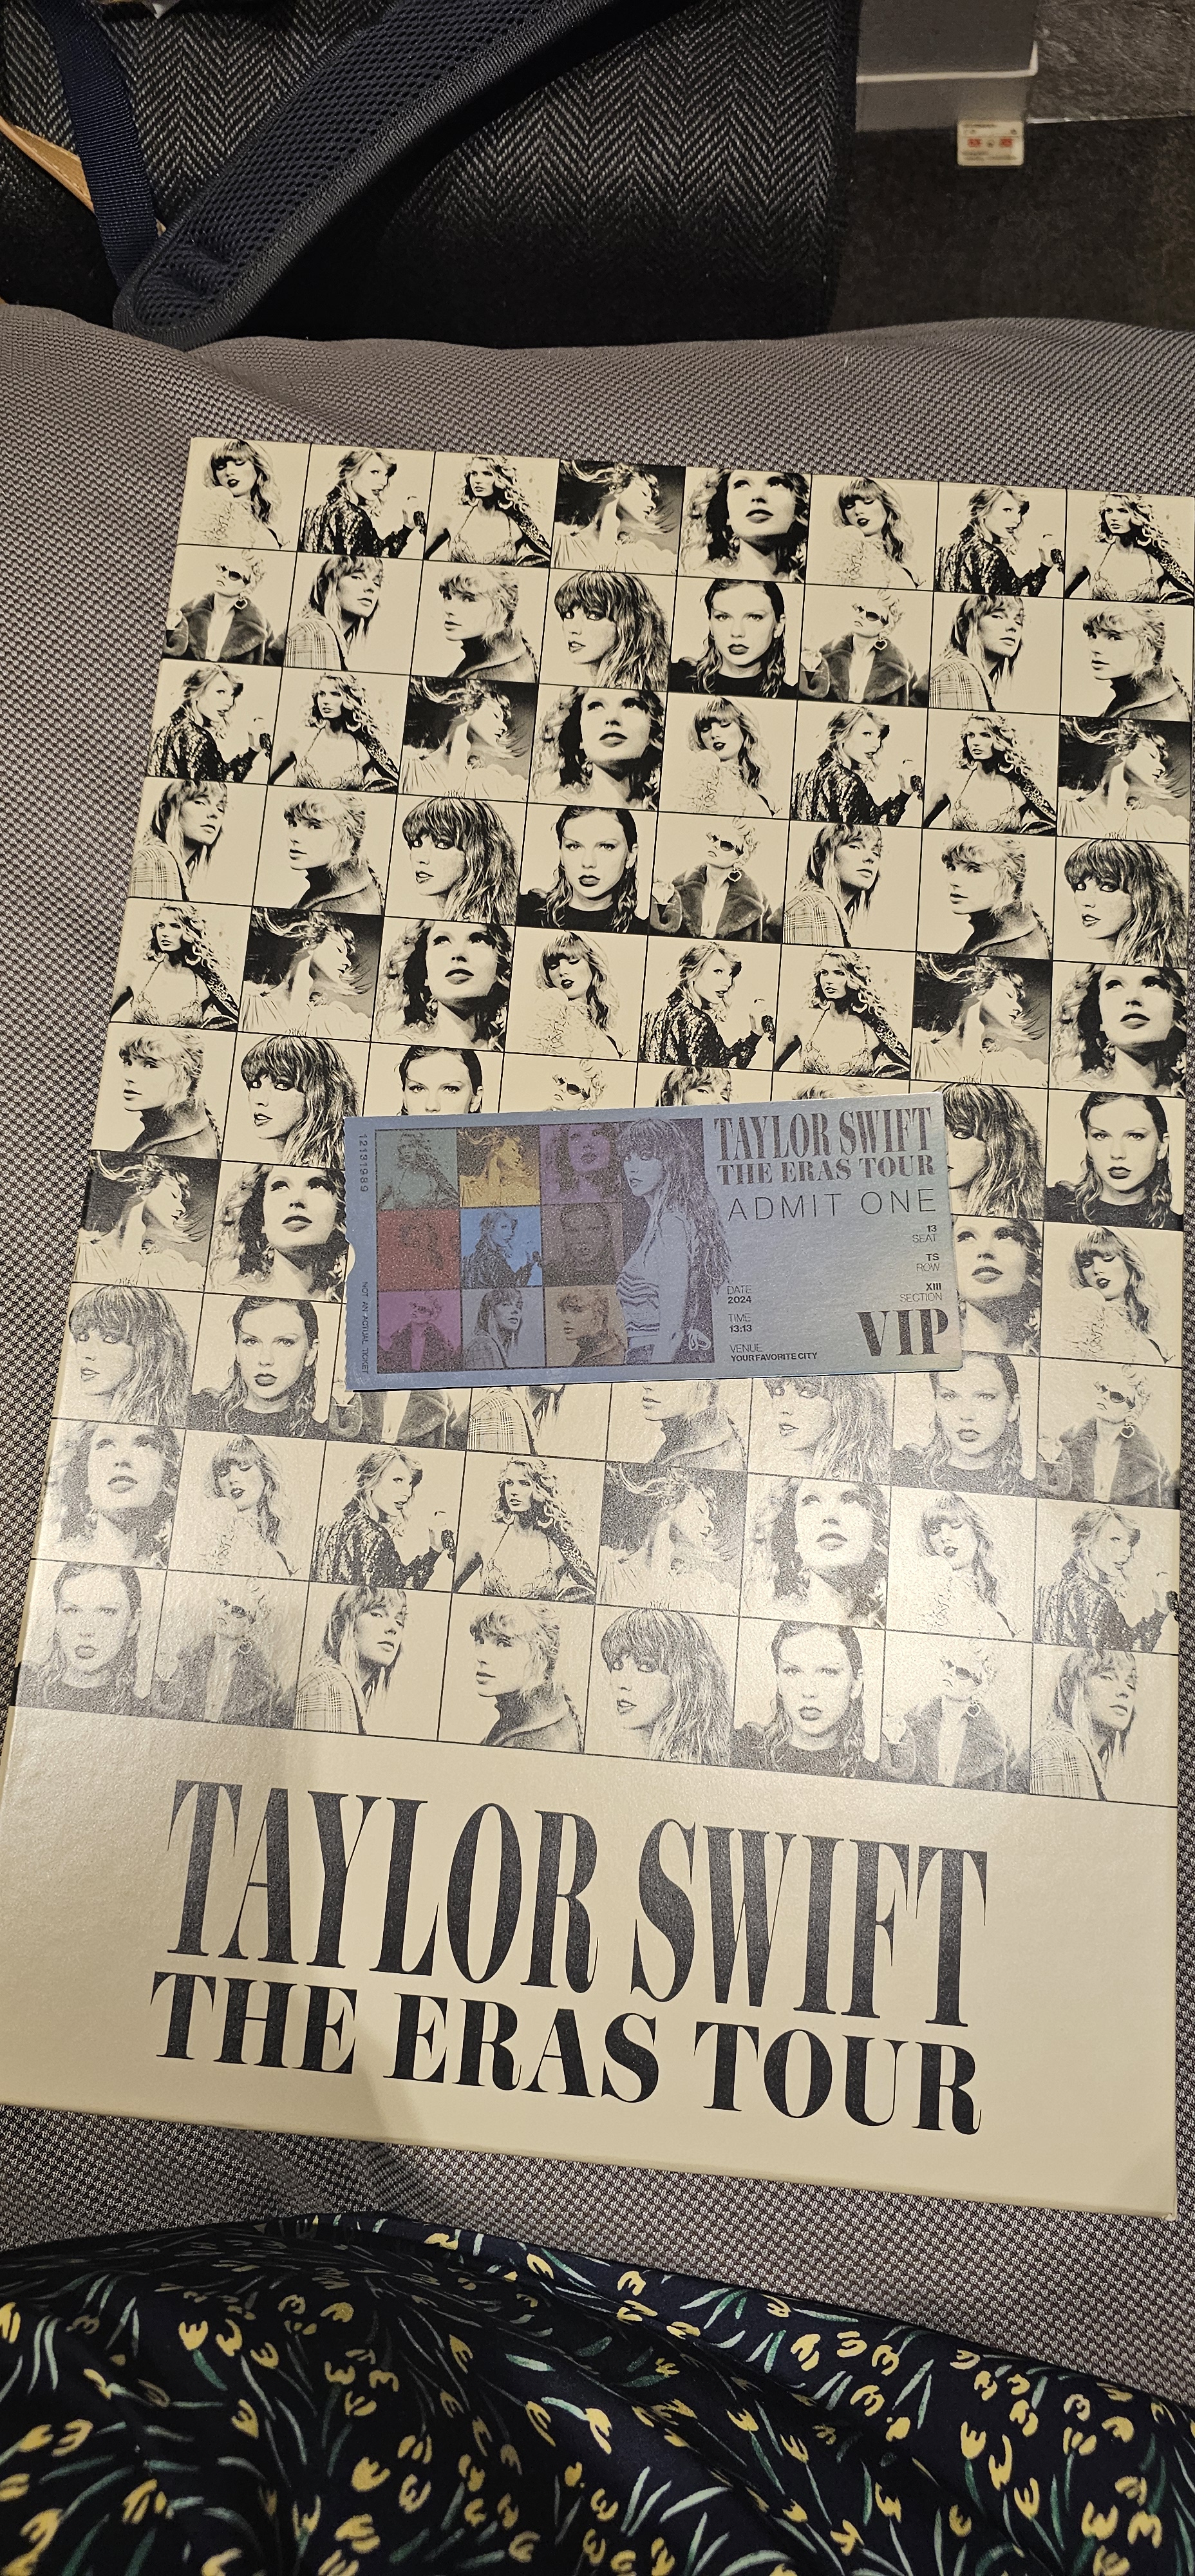 12131989
NOT AN ACTUAL TICKET
TAYLOR SWIFT
THE ERAS TOUR
ADMIT ONE
13
SEAT
TS
ROW
XIII
SECTION
DATE
2024
TIME
13:13
VENUE
YOUR FAVORITE CITY
VIP
TAYLOR SWIFT
THE ERAS TOUR